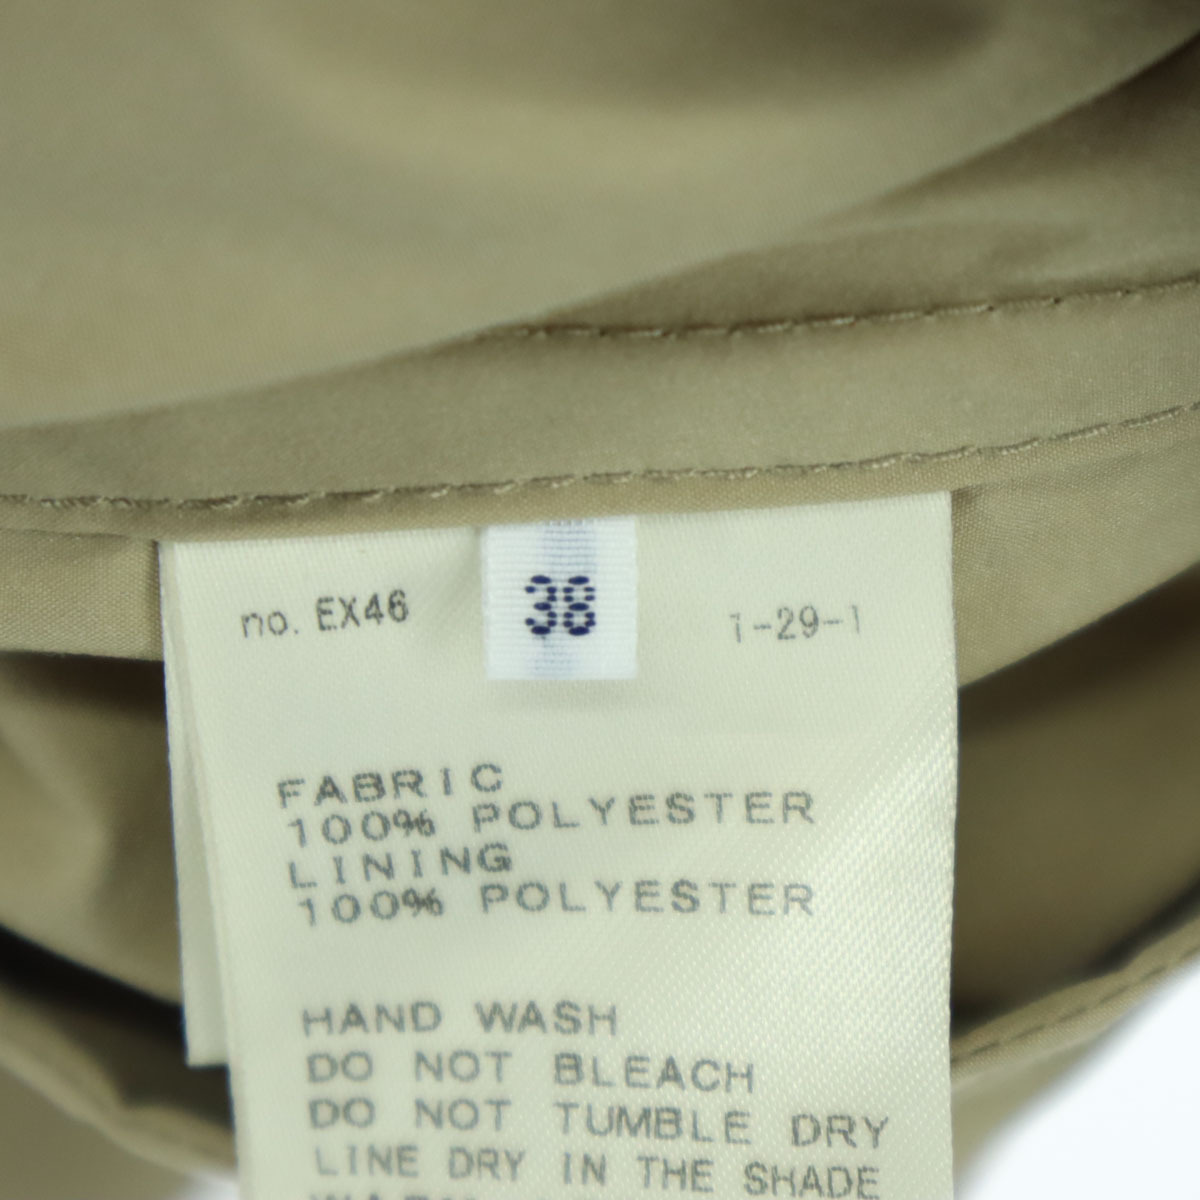 no. EX46 38 1-29-1
FABRIC
100% POLYESTER
LINING
100% POLYESTER
HAND WASH
DO NOT BLEACH
DO NOT TUMBLE DRY
LINE DRY IN THE SHADE